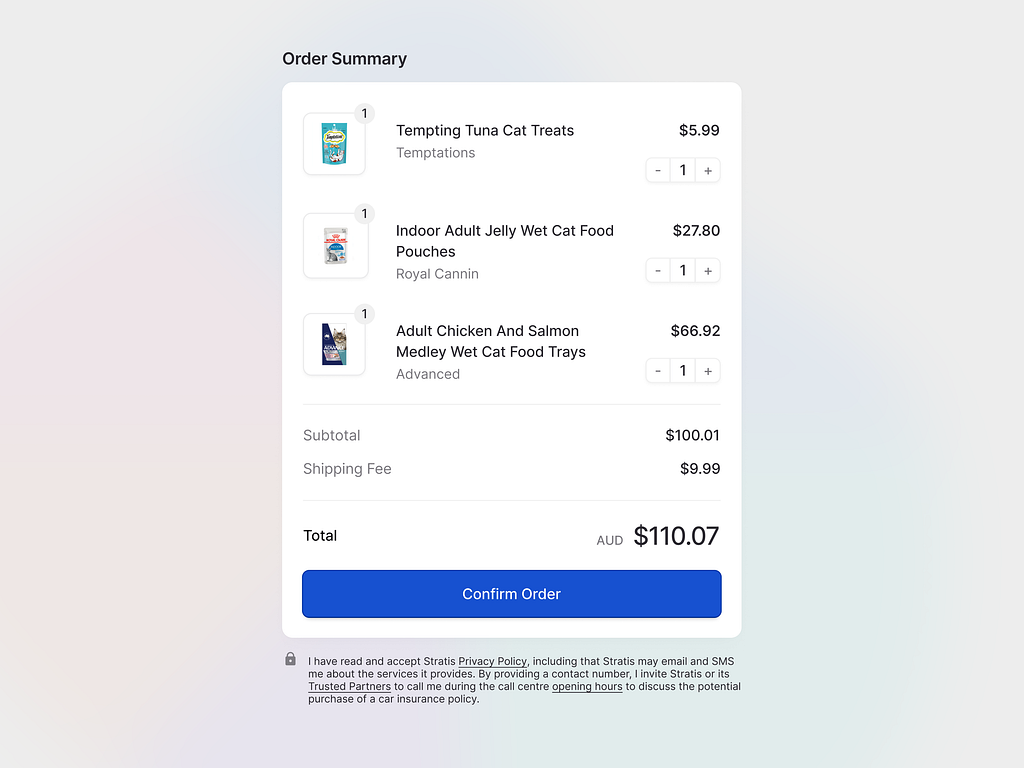 Order Summary
1
Tempting Tuna Cat Treats
$5.99
Temptations
- 1 +
1
Indoor Adult Jelly Wet Cat Food
$27.80
Pouches
Royal Cannin
- 1 +
1
Adult Chicken And Salmon
$66.92
Medley Wet Cat Food Trays
Advanced
- 1 +
Subtotal
$100.01
Shipping Fee
$9.99
Total
AUD $110.07
Confirm Order
I have read and accept Stratis Privacy Policy, including that Stratis may email and SMS
me about the services it provides. By providing a contact number, I invite Stratis or its
Trusted Partners to call me during the call centre opening hours to discuss the potential
purchase of a car insurance policy.